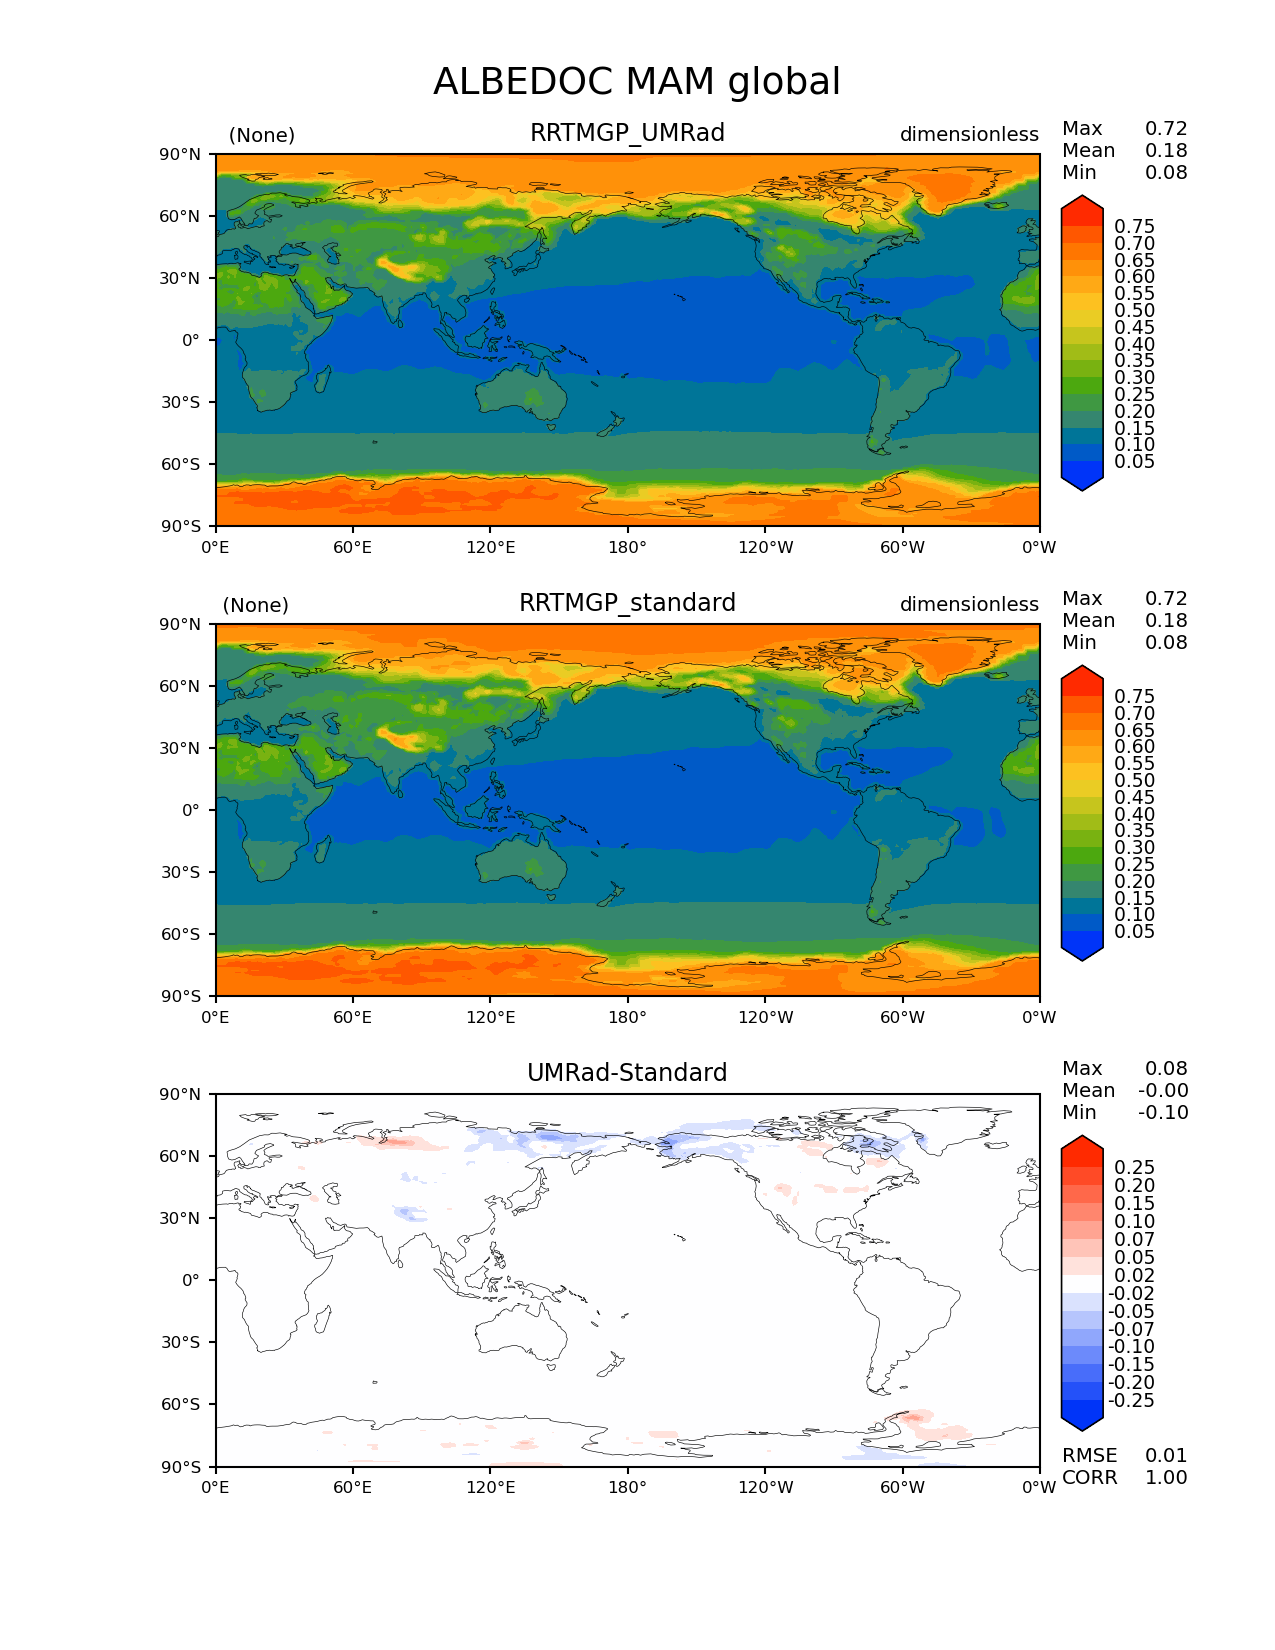 ALBEDOC MAM global
(None) RRTMGP_UMRad dimensionless
Max 0.72
Mean 0.18
Min 0.08
90°N
60°N
30°N
0°
30°S
60°S
90°S
0°E 60°E 120°E 180° 120°W 60°W 0°W
0.75
0.70
0.65
0.60
0.55
0.50
0.45
0.40
0.35
0.30
0.25
0.20
0.15
0.10
0.05
(None) RRTMGP_standard dimensionless
Max 0.72
Mean 0.18
Min 0.08
90°N
60°N
30°N
0°
30°S
60°S
90°S
0°E 60°E 120°E 180° 120°W 60°W 0°W
0.75
0.70
0.65
0.60
0.55
0.50
0.45
0.40
0.35
0.30
0.25
0.20
0.15
0.10
0.05
UMRad-Standard
Max 0.08
Mean -0.00
Min -0.10
90°N
60°N
30°N
0°
30°S
60°S
90°S
0°E 60°E 120°E 180° 120°W 60°W 0°W
0.25
0.20
0.15
0.10
0.07
0.05
0.02
-0.02
-0.05
-0.07
-0.10
-0.15
-0.20
-0.25
RMSE 0.01
CORR 1.00